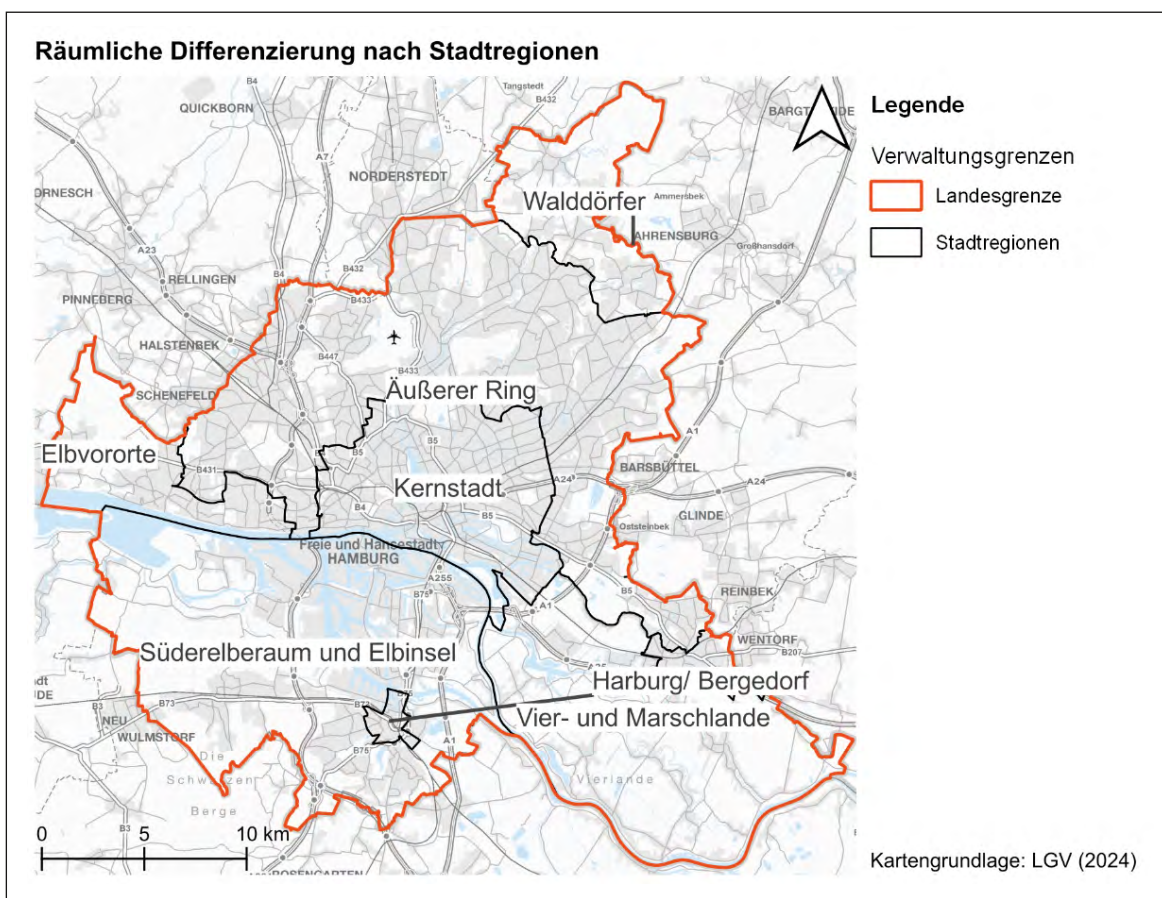 Räumliche Differenzierung nach Stadtregionen
B4
Tangstedt
B432
QUICKBORN
A7
NORDERSTEDT
Walddörfer
Ammersbek
AHRENSBURG
Großhansdorf
A23
RELLINGEN
B4
B432
PINNEBERG
B433
HALSTENBEK
B447
B433
SCHENEFELD
Äußerer Ring
Elbvororte
B431
B5
B5
A1
BARSBÜTTEL
Kernstadt
A24
A24
B4
B5
GLINDE
Oststeinbek
Freie und Hansestadt
HAMBURG
A255
B75
A1
B5
REINBEK
WENTORF
B207
Süderelberaum und Elbinsel
Harburg/ Bergedorf
Vier- und Marschlande
B3
NEU
B73
WULMSTORF
B75
A1
Die
Vierlande
Berge
B3
ROSENGARTEN
0 5 10 km
Legende
Verwaltungsgrenzen
Landesgrenze
Stadtregionen
Kartengrundlage: LGV (2024)